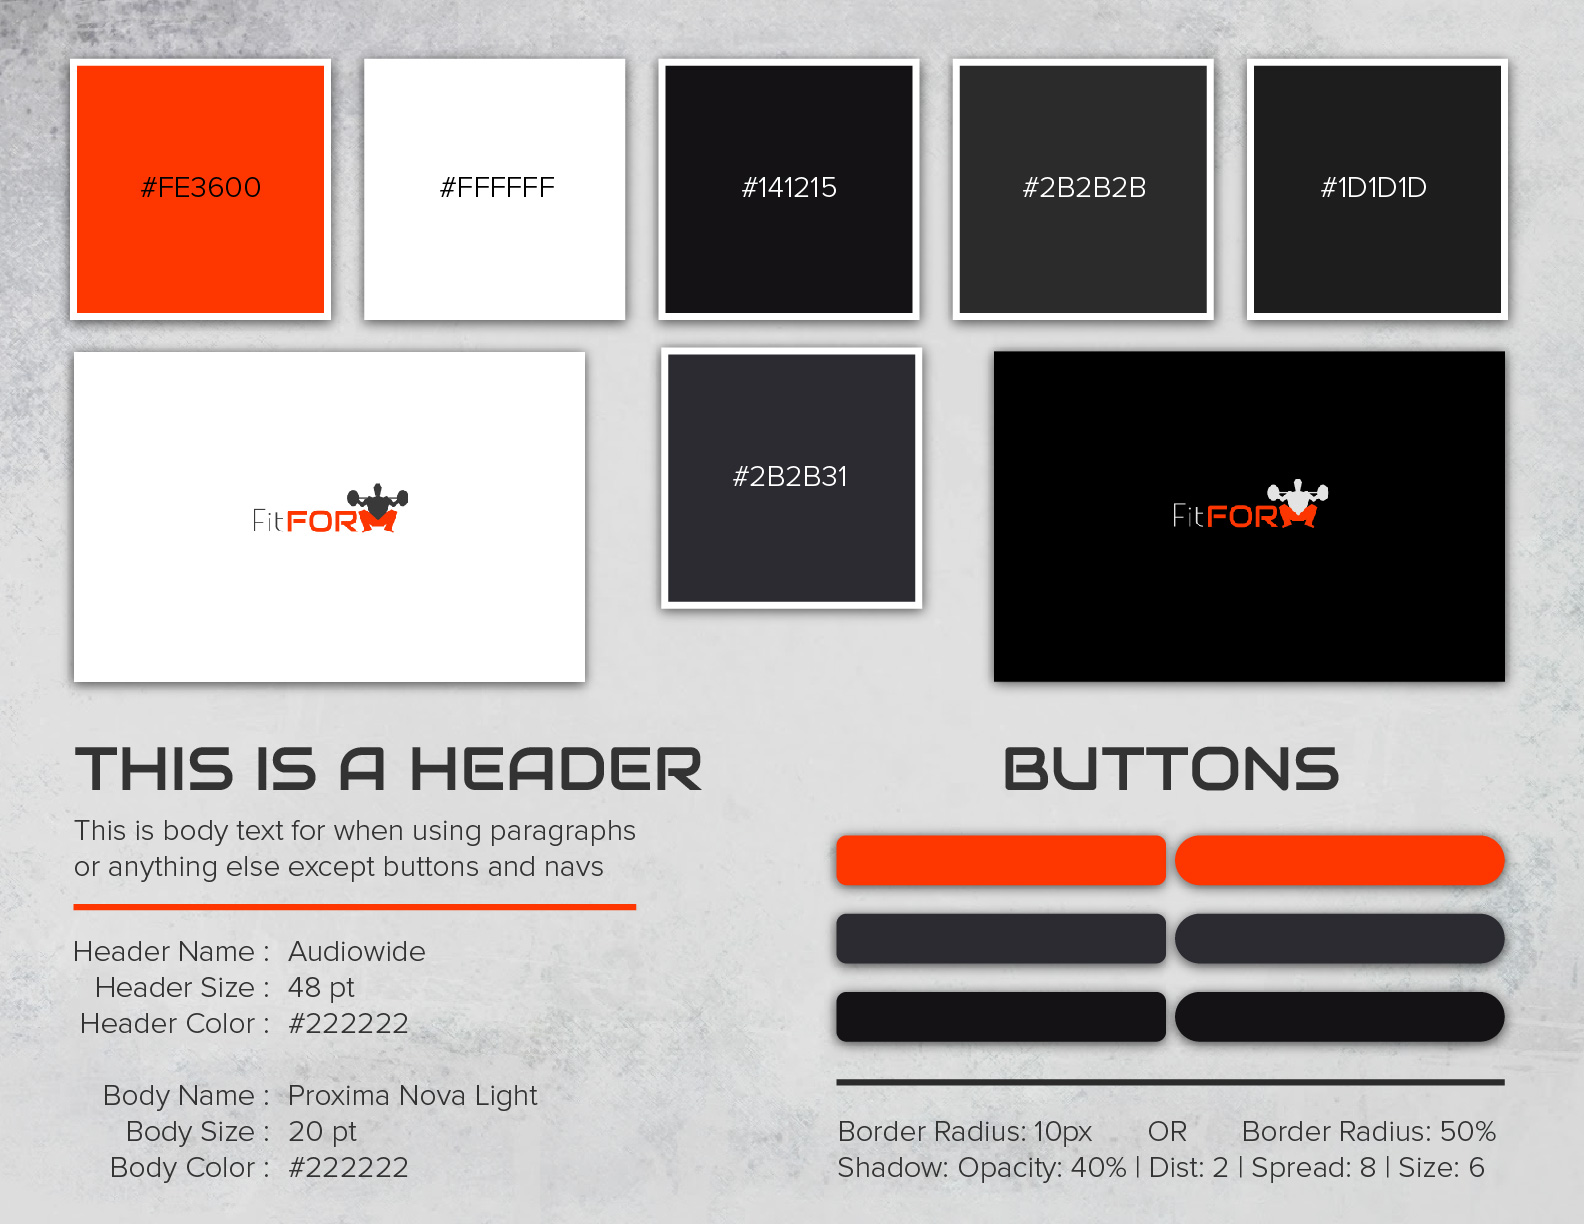 #FE3600
#FFFFFF
#141215
#2B2B2B
#1D1D1D
FitFOR
#2B2B31
FitFOR
THIS IS A HEADER
This is body text for when using paragraphs
or anything else except buttons and navs
Header Name : Audiowide
Header Size : 48 pt
Header Color : #222222
Body Name : Proxima Nova Light
Body Size : 20 pt
Body Color : #222222
BUTTONS
Border Radius: 10px OR Border Radius: 50%
Shadow: Opacity: 40% | Dist: 2 | Spread: 8 | Size: 6